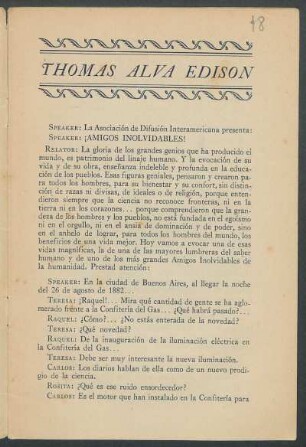 48
THOMAS ALVA EDISON
SPEAKER: La Asociación de Difusión Interamericana presenta:
SPEAKER: ¡AMIGOS INOLVIDABLES!
RELATOR: La gloria de los grandes genios que ha producido el
mundo, es patrimonio del linaje humano. Y la evocación de su
vida y de su obra, enseñanza indeleble y profunda en la educa-
ción de los pueblos. Esas figuras geniales, pensaron y crearon pa-
ra todos los hombres, para su bienestar y su confort, sin distin-
ción de razas ni divisas, de ideales o de religión, porque enten-
dieron siempre que la ciencia no reconoce fronteras, ni en la
tierra ni en los corazones... porque comprendieron que la gran-
deza de los hombres y los pueblos, no está fundada en el egoísmo
ni en el orgullo, ni en el ansia de dominación y de poder, sino
en el anhelo de lograr, para todos los hombres del mundo, los
beneficios de una vida mejor. Hoy vamos a evocar una de esas
vidas magníficas, la de una de las mayores lumbreras del saber
humano y de uno de los más grandes Amigos Inolvidables de
la humanidad. Prestad atención:
SPEAKER: En la ciudad de Buenos Aires, al llegar la noche
del 26 de agosto de 1882...
TERESA: ¡Raquel!... Mira qué cantidad de gente se ha aglo-
merado frente a la Confitería del Gas... ¿Qué habrá pasado?...
RAQUEL: ¿Cómo?... ¿No estás enterada de la novedad?
TERESA: ¿Qué novedad?
RAQUEL: De la inauguración de la iluminación eléctrica en
la Confitería del Gas...
TERESA: Debe ser muy interesante la nueva iluminación.
CARLOS: Los diarios hablan de ella como de un nuevo prodi-
gio de la ciencia.
ROSITA: ¿Qué es ese ruido ensordecedor?
CARLOS: Es el motor que han instalado en la Confitería para